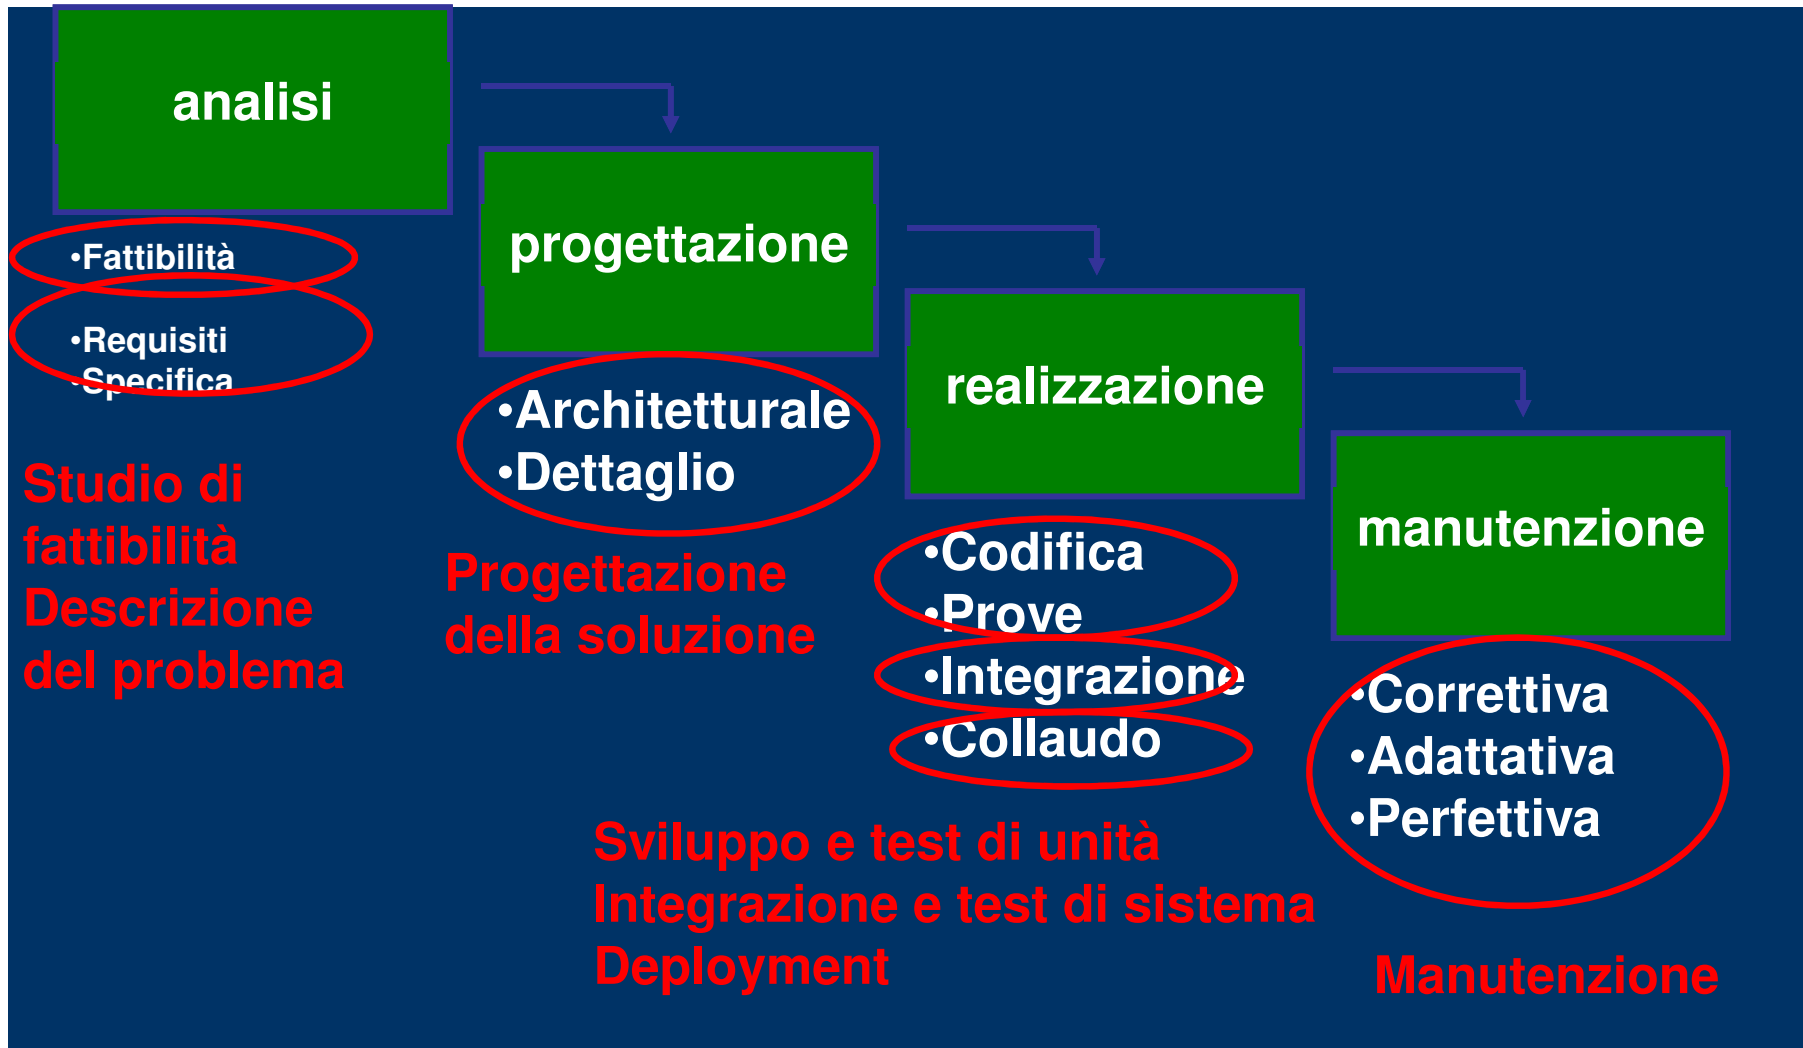 analisi
•Fattibilità
•Requisiti
•Specifica
Studio di
fattibilità
Descrizione
del problema
progettazione
•Architetturale
•Dettaglio
Progettazione
della soluzione
realizzazione
•Codifica
•Prove
•Integrazione
•Collaudo
Sviluppo e test di unità
Integrazione e test di sistema
Deployment
manutenzione
•Correttiva
•Adattativa
•Perfettiva
Manutenzione